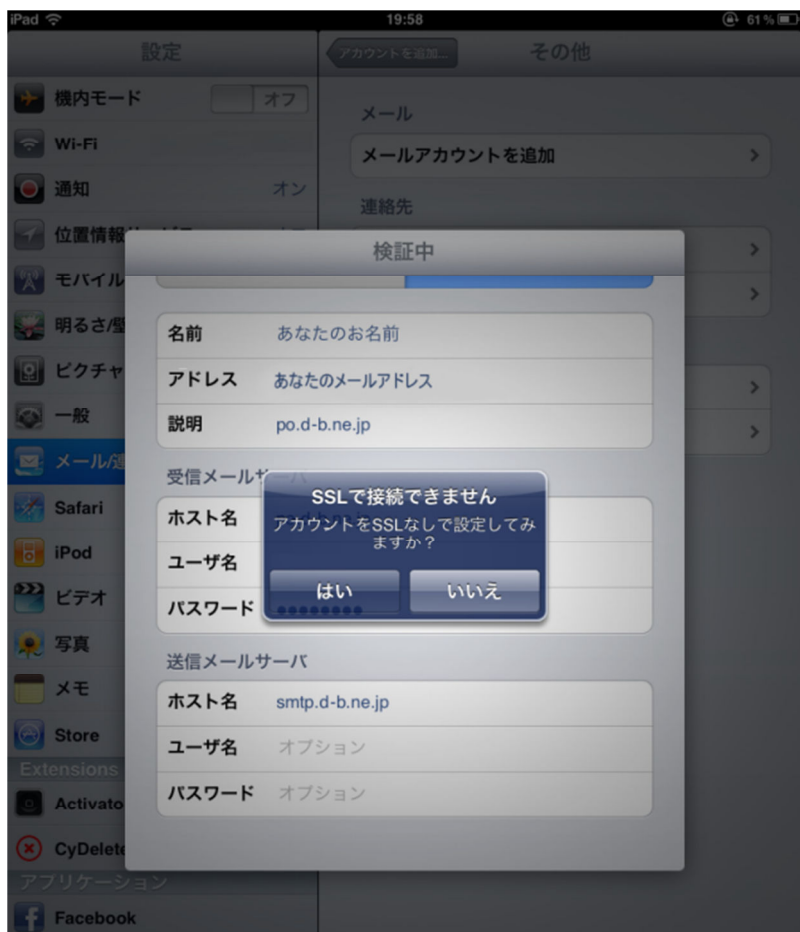 iPad
19:58
61%
設定
機内モード
オフ
Wi-Fi
通知
オン
位置情報
モバイル
明るさ/壁
ピクチャ
一般
メール/連
Safari
iPod
ビデオ
写真
メモ
Store
Extensions
Activato
CyDelete
アプリケーション
Facebook
アカウントを追加...
その他
メール
メールアカウントを追加
連絡先
検証中
名前
あなたのお名前
アドレス
あなたのメールアドレス
説明
po.d-b.ne.jp
受信メールサーバ
ホスト名
ユーザ名
パスワード
SSLで接続できません
アカウントをSSLなしで設定してみ
ますか？
はい
いいえ
送信メールサーバ
ホスト名
smtp.d-b.ne.jp
ユーザ名
オプション
パスワード
オプション